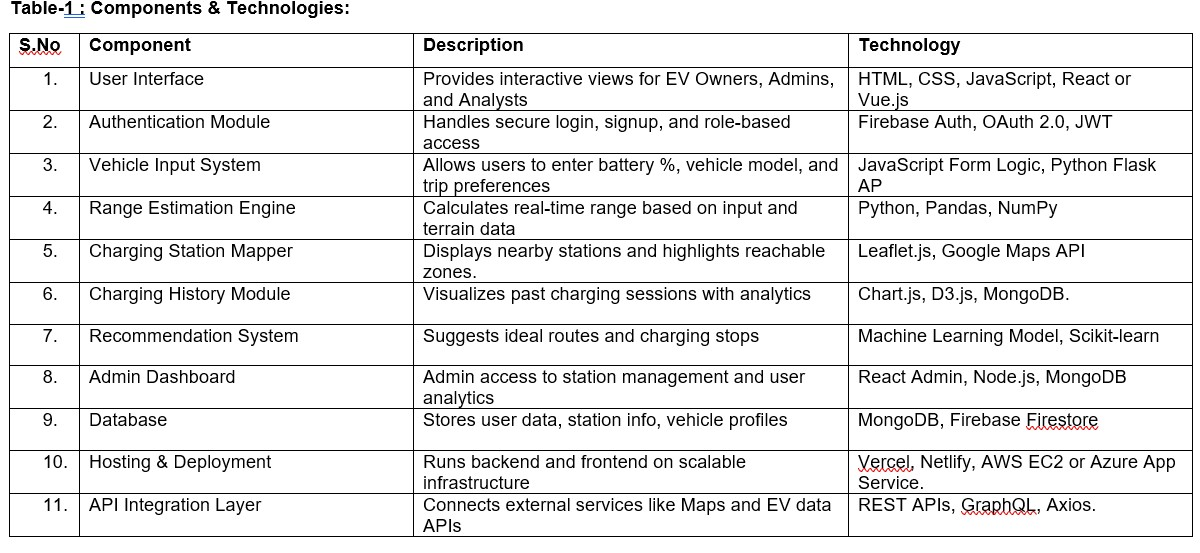 Table-1 : Components & Technologies:
S.No Component Description Technology
1. User Interface Provides interactive views for EV Owners, Admins, HTML, CSS, JavaScript, React or
and Analysts Vue.js
2. Authentication Module Handles secure login, signup, and role-based Firebase Auth, OAuth 2.0, JWT
access
3. Vehicle Input System Allows users to enter battery %, vehicle model, and JavaScript Form Logic, Python Flask
trip preferences AP
4. Range Estimation Engine Calculates real-time range based on input and Python, Pandas, NumPy
terrain data
5. Charging Station Mapper Displays nearby stations and highlights reachable Leaflet.js, Google Maps API
zones.
6. Charging History Module Visualizes past charging sessions with analytics Chart.js, D3.js, MongoDB.
7. Recommendation System Suggests ideal routes and charging stops Machine Learning Model, Scikit-learn
8. Admin Dashboard Admin access to station management and user React Admin, Node.js, MongoDB
analytics
9. Database Stores user data, station info, vehicle profiles MongoDB, Firebase Firestore
10. Hosting & Deployment Runs backend and frontend on scalable Vercel, Netlify, AWS EC2 or Azure App
infrastructure Service.
11. API Integration Layer Connects external services like Maps and EV data REST APIs, GraphQL, Axios.
APIs